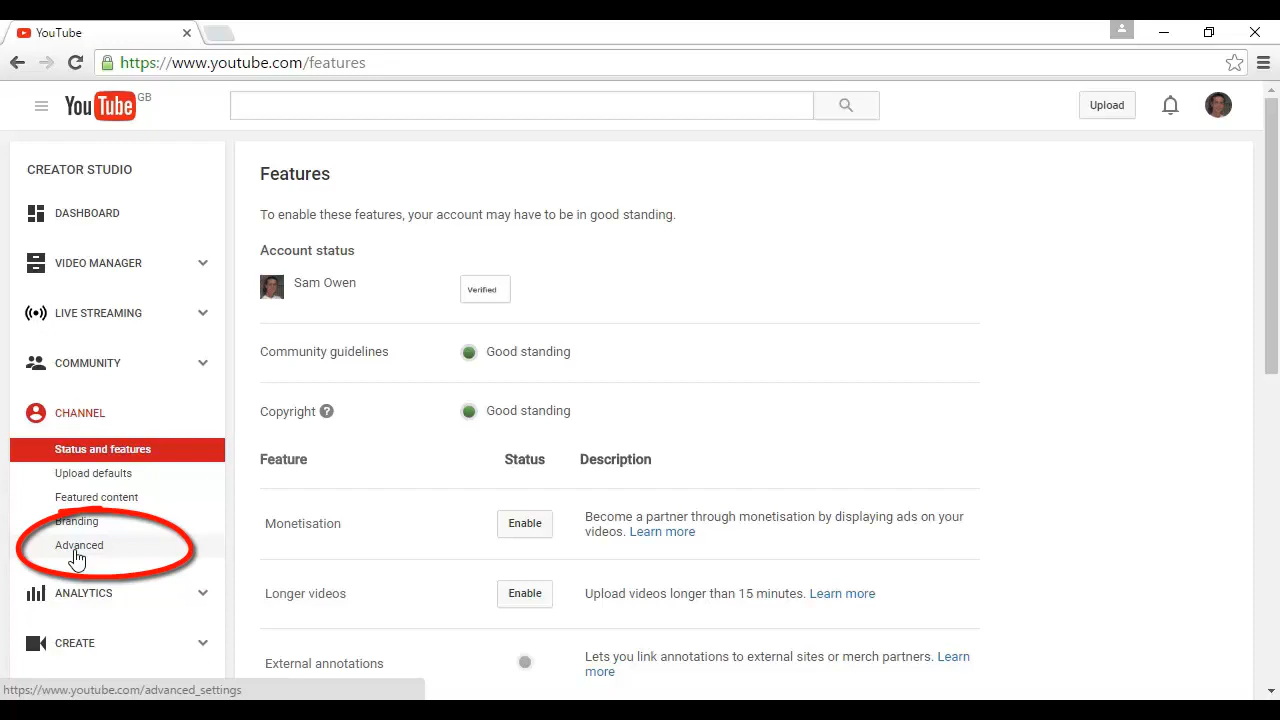 YouTube
https://www.youtube.com/features
YouTube GB
Upload
CREATOR STUDIO
DASHBOARD
VIDEO MANAGER
LIVE STREAMING
COMMUNITY
CHANNEL
Status and features
Upload defaults
Featured content
Branding
Advanced
ANALYTICS
CREATE
Features
To enable these features, your account may have to be in good standing.
Account status
Sam Owen
Verified
Community guidelines
Good standing
Copyright ?
Good standing
Feature Status Description
Monetisation
Enable
Become a partner through monetisation by displaying ads on your
videos. Learn more
Longer videos
Enable
Upload videos longer than 15 minutes. Learn more
External annotations
Lets you link annotations to external sites or merch partners. Learn
more
https://www.youtube.com/advanced_settings